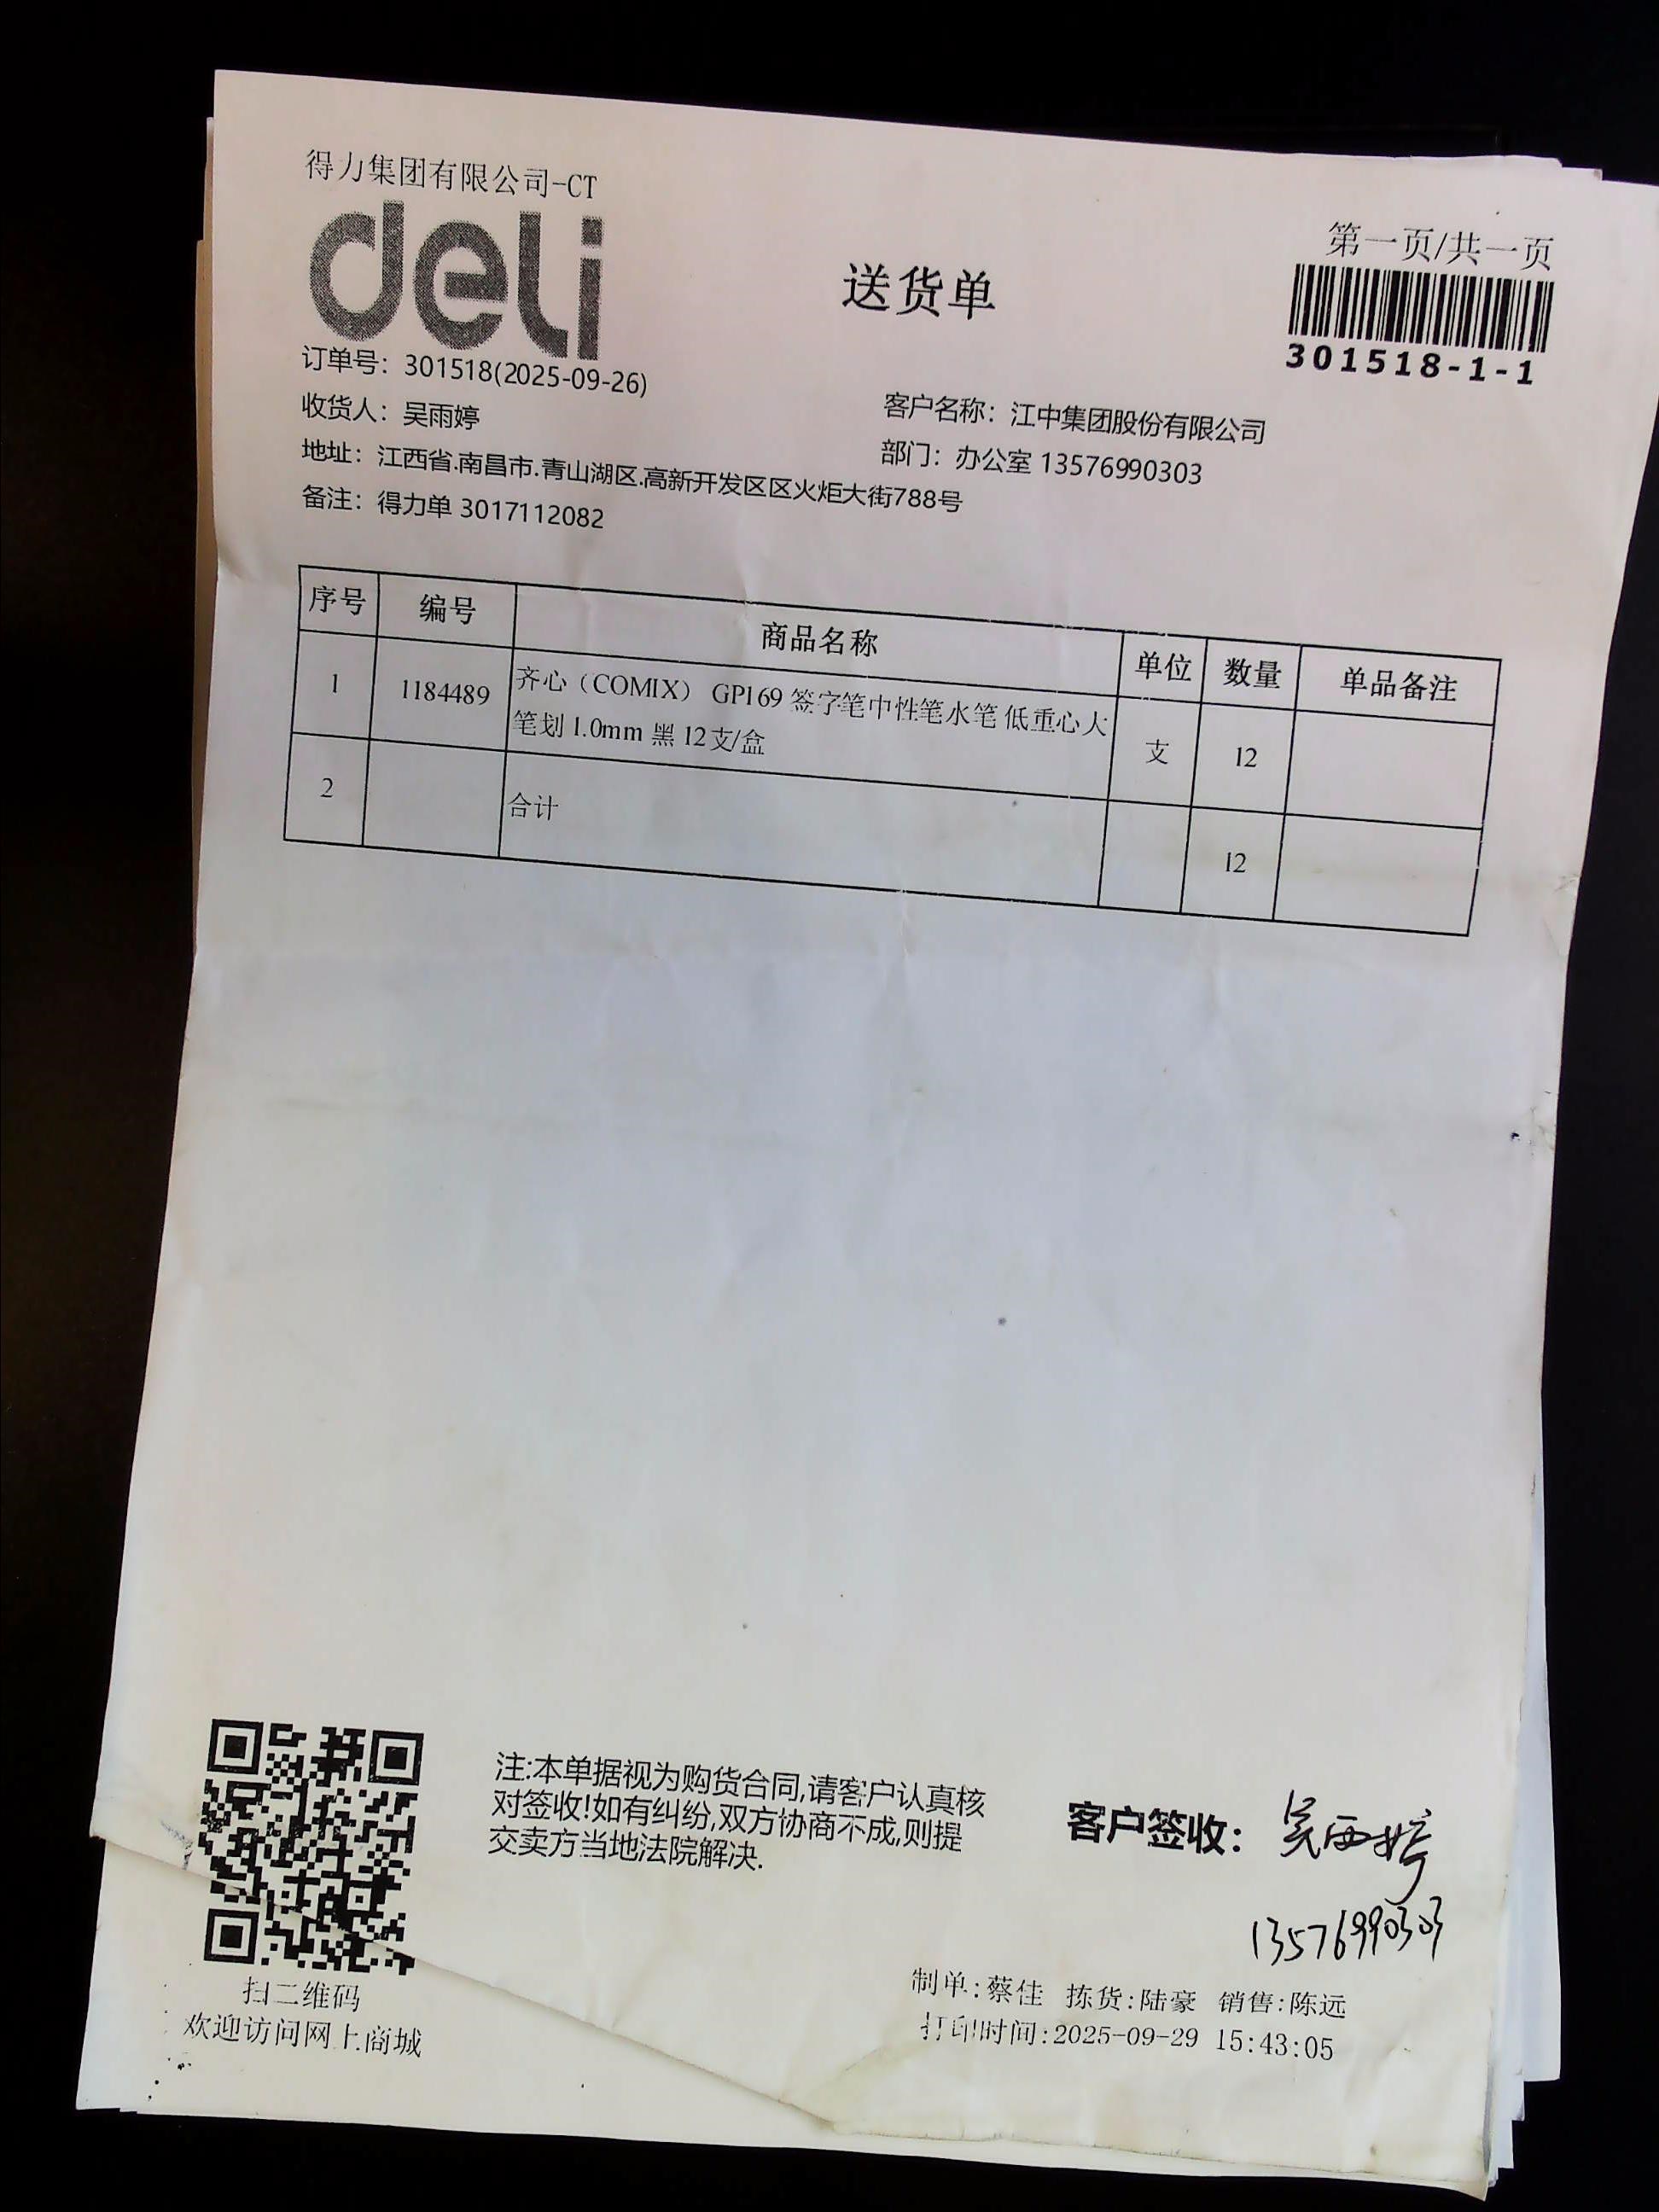 得力集团有限公司-CT
deli
送货单
第一页/共一页
301518-1-1
订单号：301518(2025-09-26)
收货人：吴雨婷
客户名称：江中集团股份有限公司
地址：江西省.南昌市.青山湖区.高新开发区区火炬大街788号
部门：办公室 13576990303
备注：得力单 3017112082
序号 编号 商品名称 单位 数量 单品备注
1 1184489 齐心（COMIX） GP169 签字笔中性笔水笔 低重心大
笔划 1.0mm 黑 12支/盒 支 12
2 合计 12
注:本单据视为购货合同,请客户认真核
对签收!如有纠纷,双方协商不成,则提
交卖方当地法院解决.
客户签收：吴雨婷
13576990303
扫二维码
欢迎访问网上商城
制单:蔡佳 拣货:陆豪 销售:陈远
打印时间:2025-09-29 15:43:05